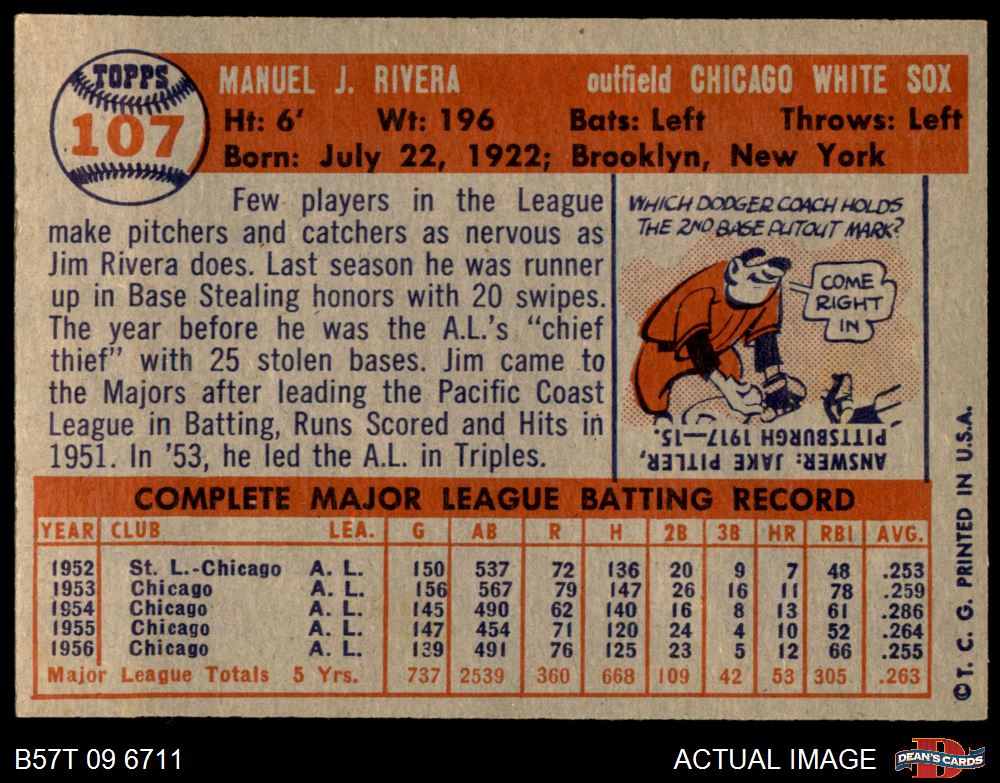 TOPPS
107
MANUEL J. RIVERA outfield CHICAGO WHITE SOX
Ht: 6' Wt: 196 Bats: Left Throws: Left
Born: July 22, 1922; Brooklyn, New York
Few players in the League
make pitchers and catchers as nervous as
Jim Rivera does. Last season he was runner
up in Base Stealing honors with 20 swipes.
The year before he was the A.L.'s "chief
thief" with 25 stolen bases. Jim came to
the Majors after leading the Pacific Coast
League in Batting, Runs Scored and Hits in
1951. In '53, he led the A.L. in Triples.
WHICH DODGER COACH HOLDS
THE 2ND BASE PUTOUT MARK?
COME
RIGHT
IN
ANSWER: JAKE PITLER,
PITTSBURGH 1917—15.
COMPLETE MAJOR LEAGUE BATTING RECORD
YEAR CLUB LEA. G AB R H 2B 3B HR RBI AVG.
1952 St. L.-Chicago A. L. 150 537 72 136 20 9 7 48 .253
1953 Chicago A. L. 156 567 79 147 26 16 11 78 .259
1954 Chicago A. L. 145 490 62 140 16 8 13 61 .286
1955 Chicago A. L. 147 454 71 120 24 4 10 52 .264
1956 Chicago A. L. 139 491 76 125 23 5 12 66 .255
Major League Totals 5 Yrs. 737 2539 360 668 109 42 53 305 .263
© T. C. G. PRINTED IN U.S.A.
B57T 09 6711
ACTUAL IMAGE
DEAN'S CARDS